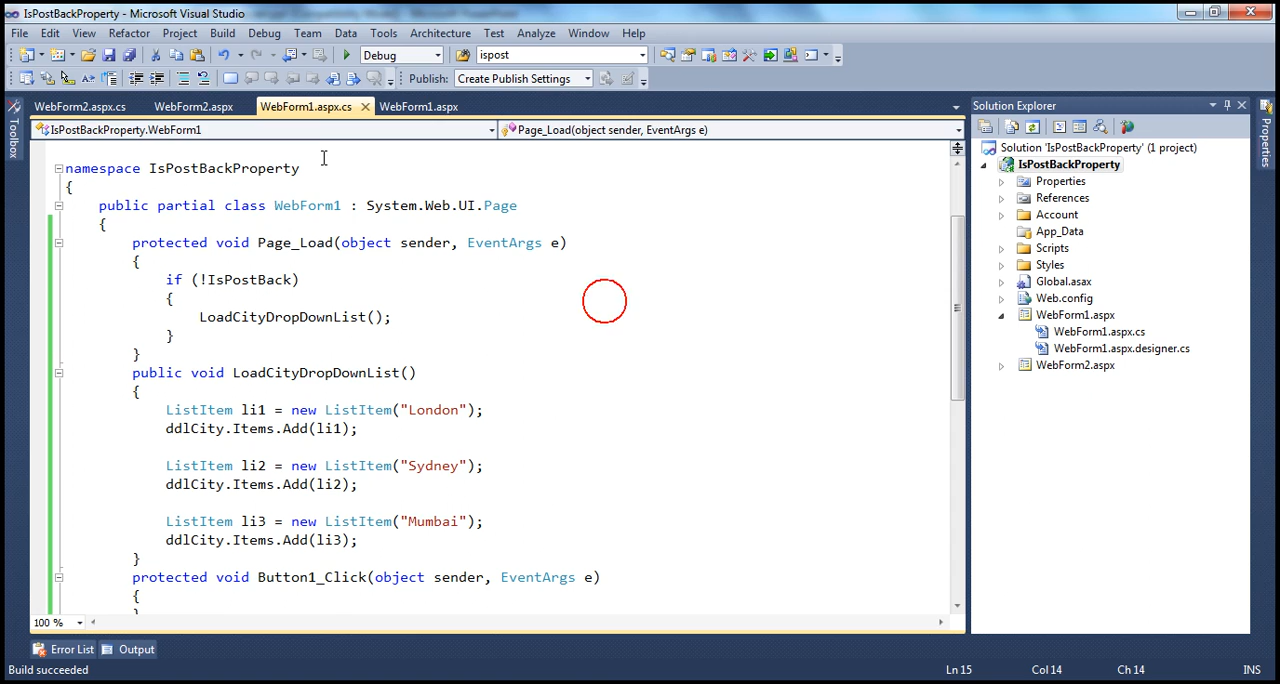 IsPostBackProperty - Microsoft Visual Studio
File Edit View Refactor Project Build Debug Team Data Tools Architecture Test Analyze Window Help
Debug ispost
Publish: Create Publish Settings
WebForm2.aspx.cs WebForm2.aspx WebForm1.aspx.cs WebForm1.aspx
IsPostBackProperty.WebForm1 Page_Load(object sender, EventArgs e)
Toolbox
namespace IsPostBackProperty
{
public partial class WebForm1 : System.Web.UI.Page
{
protected void Page_Load(object sender, EventArgs e)
{
if (!IsPostBack)
{
LoadCityDropDownList();
}
}
public void LoadCityDropDownList()
{
ListItem li1 = new ListItem("London");
ddlCity.Items.Add(li1);
ListItem li2 = new ListItem("Sydney");
ddlCity.Items.Add(li2);
ListItem li3 = new ListItem("Mumbai");
ddlCity.Items.Add(li3);
}
protected void Button1_Click(object sender, EventArgs e)
{
}
100 %
Solution Explorer
Solution 'IsPostBackProperty' (1 project)
IsPostBackProperty
Properties
References
Account
App_Data
Scripts
Styles
Global.asax
Web.config
WebForm1.aspx
WebForm1.aspx.cs
WebForm1.aspx.designer.cs
WebForm2.aspx
Properties
Error List Output
Build succeeded Ln 15 Col 14 Ch 14 INS